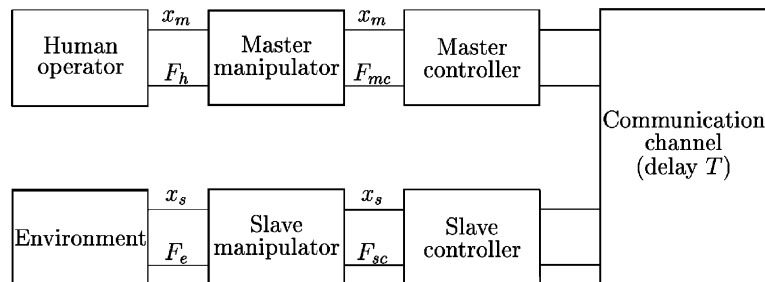 x_m
x_m
Human operator
Master manipulator
Master controller
F_h
F_mc
Communication channel (delay T)
x_s
x_s
Environment
Slave manipulator
Slave controller
F_e
F_sc